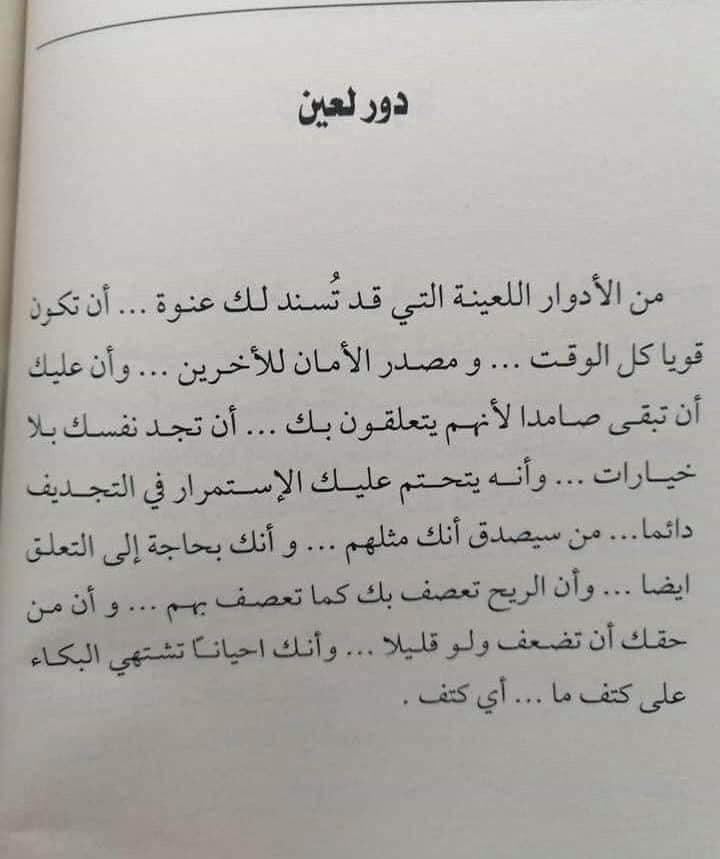 دور لعين
من الأدوار اللعينة التي قد تُسند لك عنوة ... أن تكون
قويا كل الوقت ... و مصدر الأمان للأخرين ... وأن عليك
أن تبقى صامدا لأنهم يتعلقون بك ... أن تجد نفسك بلا
خيارات ... وأنه يتحتم عليك الإستمرار في التجديف
دائما... من سيصدق أنك مثلهم ... و أنك بحاجة إلى التعلق
ايضا ... وأن الريح تعصف بك كما تعصف بهم ... و أن من
حقك أن تضعف ولو قليلا ... وأنك احيانـًا تشتهي البكاء
على كتف ما ... أي كتف .